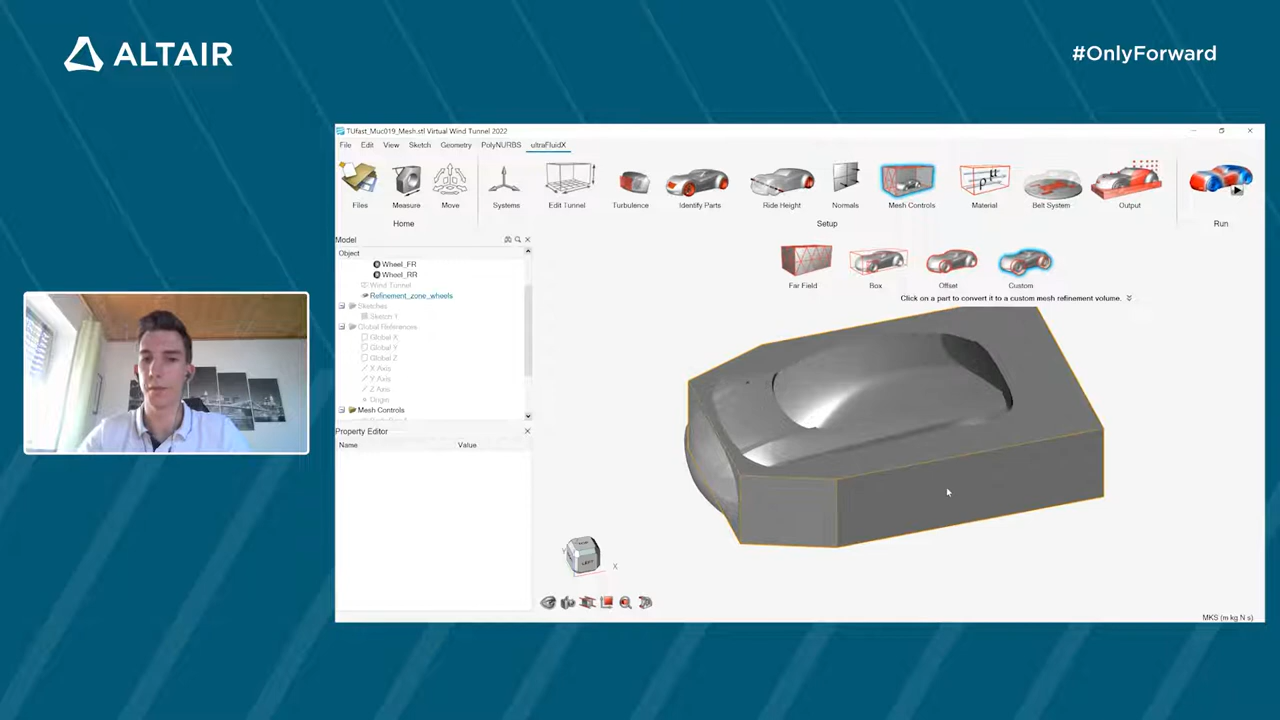 ALTAIR
#OnlyForward
TUfast_Muc019_Mesh.stl Virtual Wind Tunnel 2022
File Edit View Sketch Geometry PolyNURBS ultraFluidX
Files Measure Move Systems Edit Tunnel Turbulence Identify Parts Ride Height Normals Mesh Controls Material Belt System Output
Home Setup Run
Model
Object
Far Field Box Offset Custom
Click on a part to convert it to a custom mesh refinement volume.
Wheel_FR
Wheel_RR
Wind Tunnel
Refinement_zone_wheels
Sketches
Sketch 1
Global References
Global X
Global Y
Global Z
X Axis
Y Axis
Z Axis
Origin
Mesh Controls
Property Editor
Name Value
LEFT
X
MKS (m kg N s)